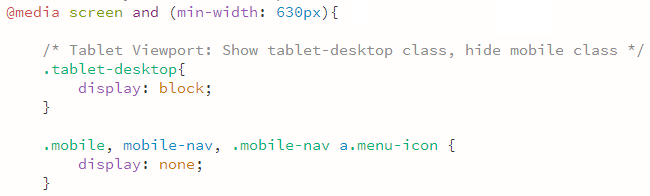 @media screen and (min-width: 630px){
/* Tablet Viewport: Show tablet-desktop class, hide mobile class */
.tablet-desktop{
display: block;
}
.mobile, mobile-nav, .mobile-nav a.menu-icon {
display: none;
}